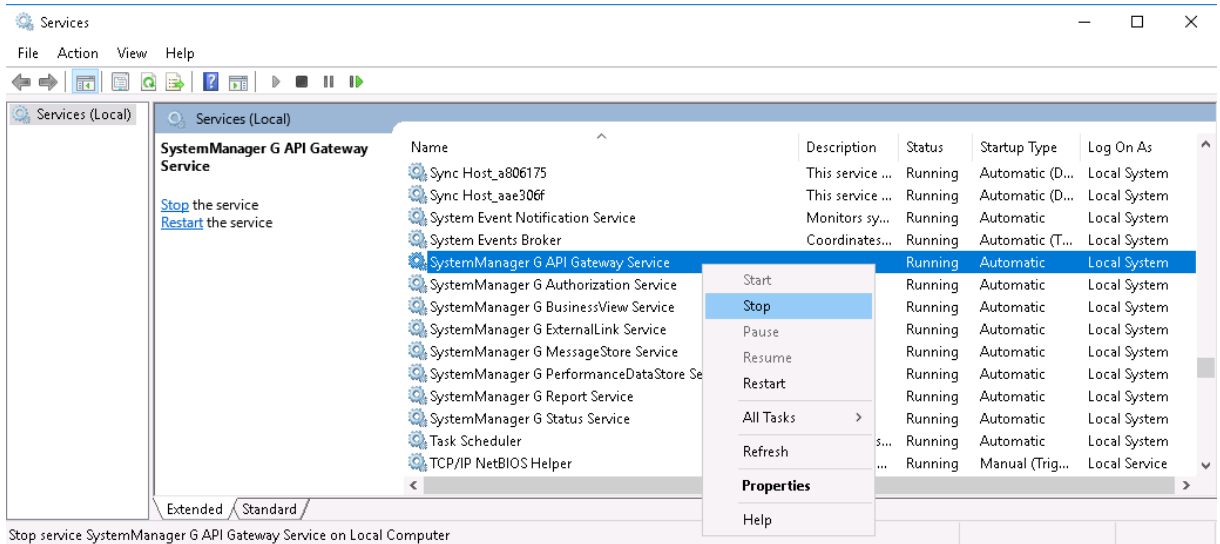 Services
File Action View Help
Services (Local)
Services (Local)
SystemManager G API Gateway
Service
Stop the service
Restart the service
Name Description Status Startup Type Log On As
Sync Host_a806175 This service ... Running Automatic (D... Local System
Sync Host_aae306f This service ... Running Automatic (D... Local System
System Event Notification Service Monitors sy... Running Automatic Local System
System Events Broker Coordinates... Running Automatic (T... Local System
SystemManager G API Gateway Service Running Automatic Local System
SystemManager G Authorization Service Running Automatic Local System
SystemManager G BusinessView Service Running Automatic Local System
SystemManager G ExternalLink Service Running Automatic Local System
SystemManager G MessageStore Service Running Automatic Local System
SystemManager G PerformanceDataStore Se Running Automatic Local System
SystemManager G Report Service Running Automatic Local System
SystemManager G Status Service Running Automatic Local System
Task Scheduler s... Running Automatic Local System
TCP/IP NetBIOS Helper ... Running Manual (Trig... Local Service
Start
Stop
Pause
Resume
Restart
All Tasks
Refresh
Properties
Help
Extended Standard
Stop service SystemManager G API Gateway Service on Local Computer